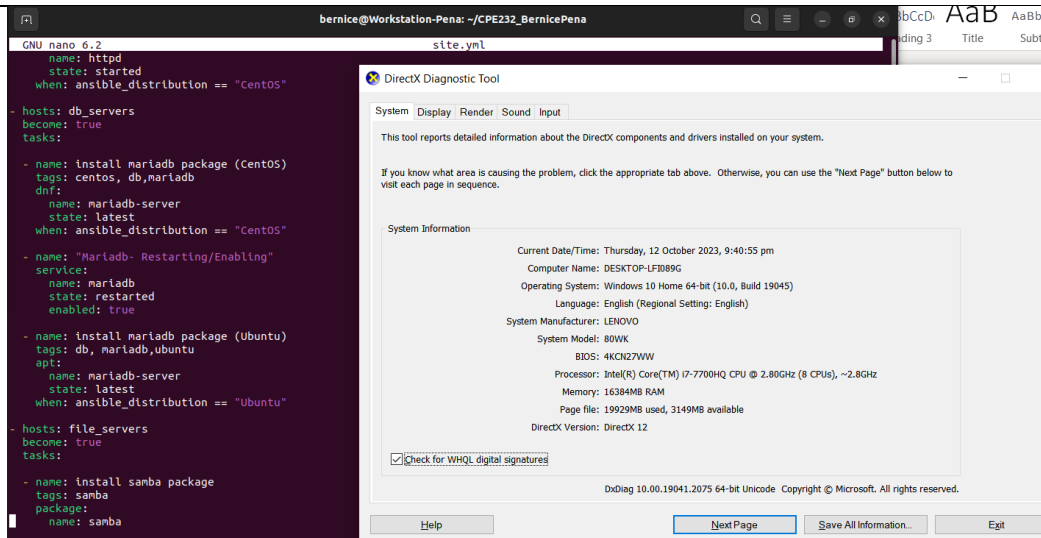 bernice@Workstation-Pena: ~/CPE232_BernicePena
GNU nano 6.2 site.yml
name: httpd
state: started
when: ansible_distribution == "CentOS"
- hosts: db_servers
become: true
tasks:
- name: install mariadb package (CentOS)
tags: centos, db,mariadb
dnf:
name: mariadb-server
state: latest
when: ansible_distribution == "CentOS"
- name: "Mariadb- Restarting/Enabling"
service:
name: mariadb
state: restarted
enabled: true
- name: install mariadb package (Ubuntu)
tags: db, mariadb,ubuntu
apt:
name: mariadb-server
state: latest
when: ansible_distribution == "Ubuntu"
- hosts: file_servers
become: true
tasks:
- name: install samba package
tags: samba
package:
name: samba
AaB
Title
DirectX Diagnostic Tool
System Display Render Sound Input
This tool reports detailed information about the DirectX components and drivers installed on your system.
If you know what area is causing the problem, click the appropriate tab above. Otherwise, you can use the "Next Page" button below to
visit each page in sequence.
System Information
Current Date/Time: Thursday, 12 October 2023, 9:40:55 pm
Computer Name: DESKTOP-LFI089G
Operating System: Windows 10 Home 64-bit (10.0, Build 19045)
Language: English (Regional Setting: English)
System Manufacturer: LENOVO
System Model: 80WK
BIOS: 4KCN27WW
Processor: Intel(R) Core(TM) i7-7700HQ CPU @ 2.80GHz (8 CPUs), ~2.8GHz
Memory: 16384MB RAM
Page file: 19929MB used, 3149MB available
DirectX Version: DirectX 12
Check for WHQL digital signatures
DxDiag 10.00.19041.2075 64-bit Unicode Copyright © Microsoft. All rights reserved.
Help Next Page Save All Information... Exit